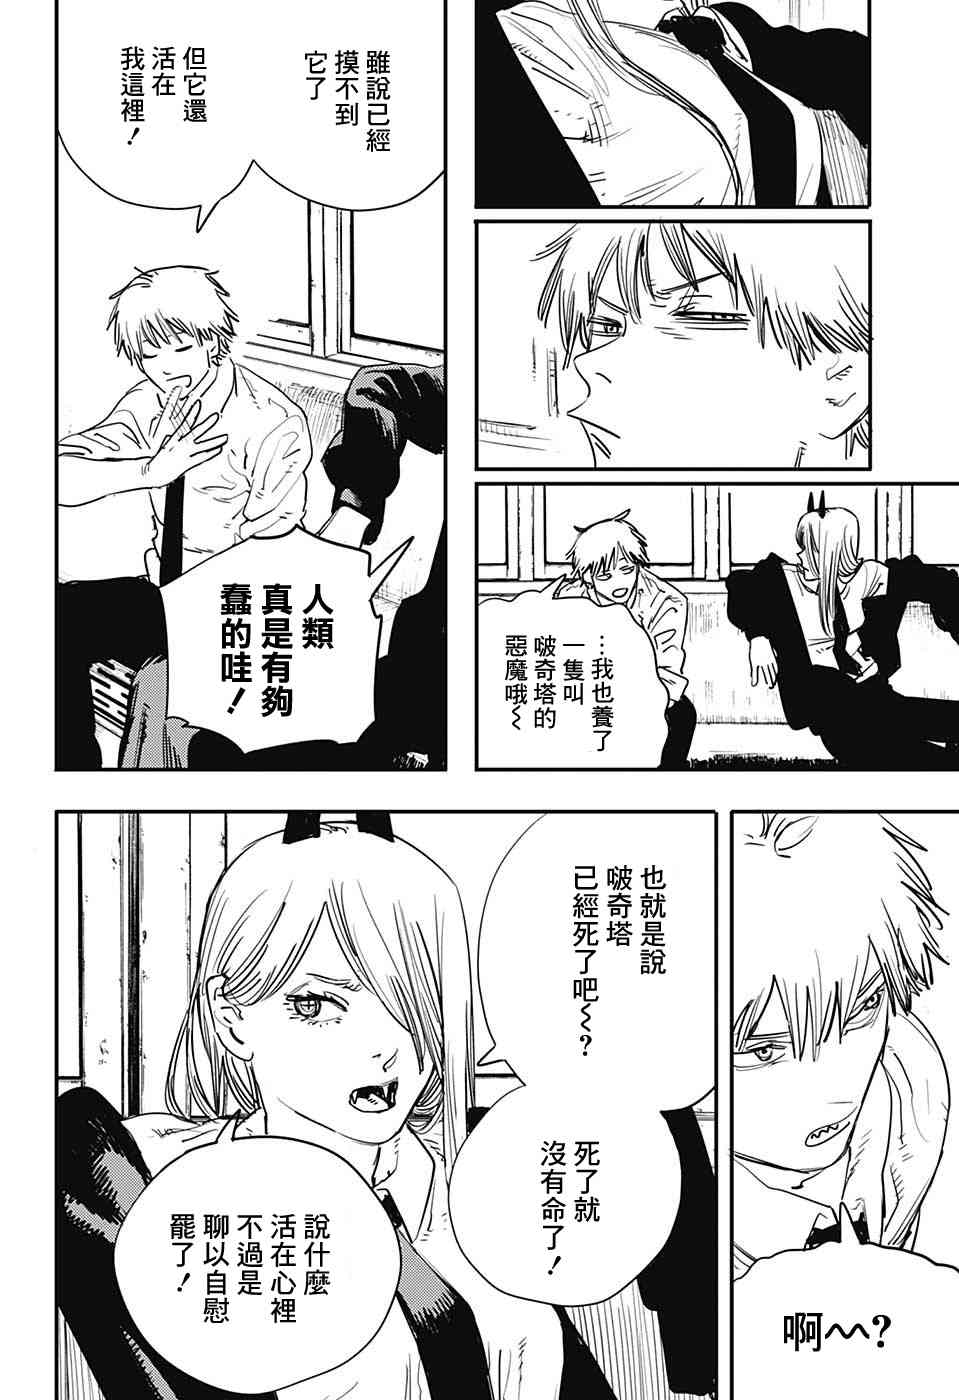 …我也養了
一隻叫
啵奇塔的
惡魔哦~
雖說已經
摸不到
它了
但它還
活在
我這裡！
人類
真是有夠
蠢的哇！
啊~~?
也就是說
啵奇塔
已經死了吧~?
死了就
沒有命了！
說什麼
活在心裡
不過是
聊以自慰
罷了！